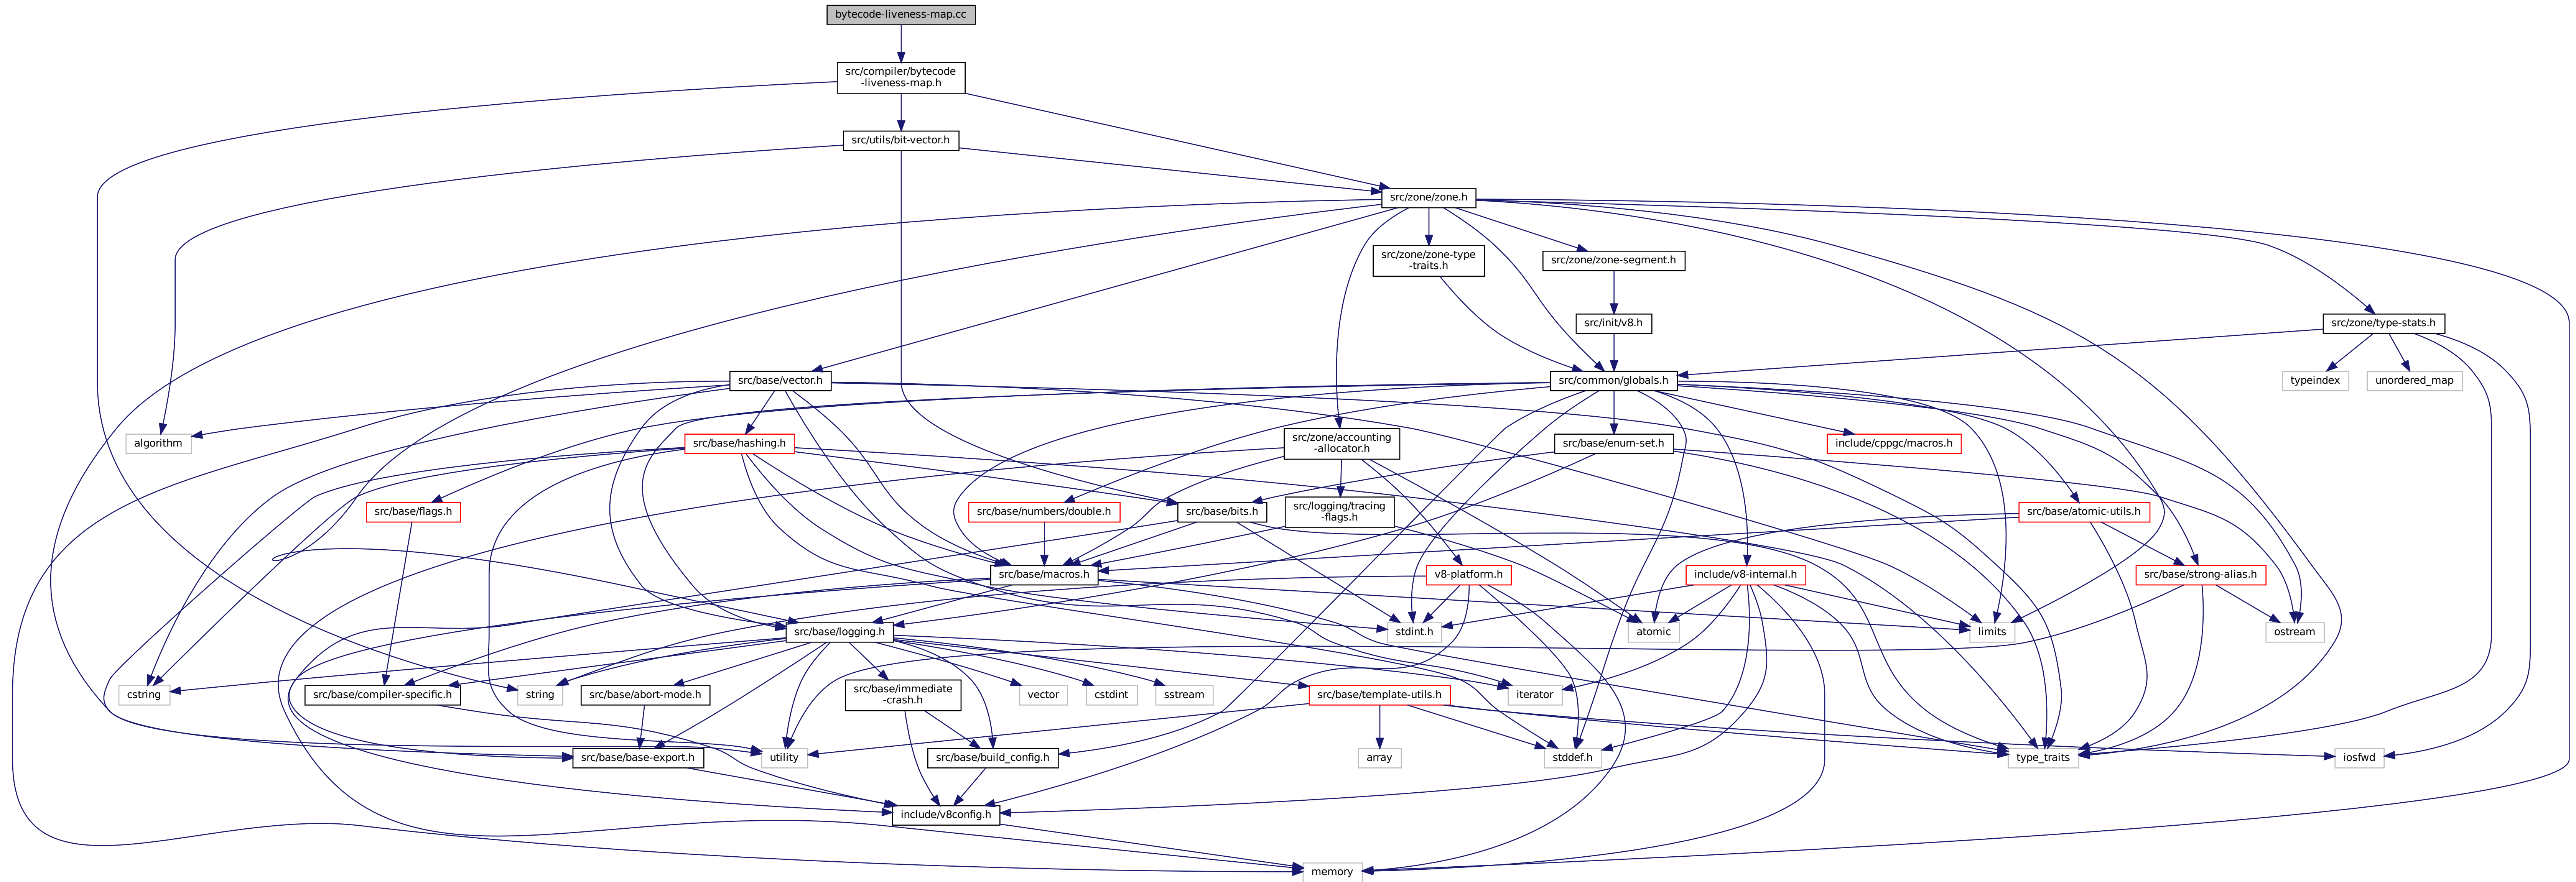 bytecode-liveness-map.cc
src/compiler/bytecode
-liveness-map.h
src/utils/bit-vector.h
src/zone/zone.h
src/zone/zone-type
-traits.h
src/zone/zone-segment.h
src/init/v8.h
src/zone/type-stats.h
src/base/vector.h
src/common/globals.h
typeindex
unordered_map
algorithm
src/base/hashing.h
src/zone/accounting
-allocator.h
src/base/enum-set.h
include/cppgc/macros.h
src/base/flags.h
src/base/numbers/double.h
src/base/bits.h
src/logging/tracing
-flags.h
src/base/atomic-utils.h
src/base/macros.h
v8-platform.h
include/v8-internal.h
src/base/strong-alias.h
src/base/logging.h
stdint.h
atomic
limits
ostream
cstring
src/base/compiler-specific.h
string
src/base/abort-mode.h
src/base/immediate
-crash.h
vector
cstdint
sstream
src/base/template-utils.h
iterator
src/base/base-export.h
utility
src/base/build_config.h
array
stddef.h
type_traits
iosfwd
include/v8config.h
memory